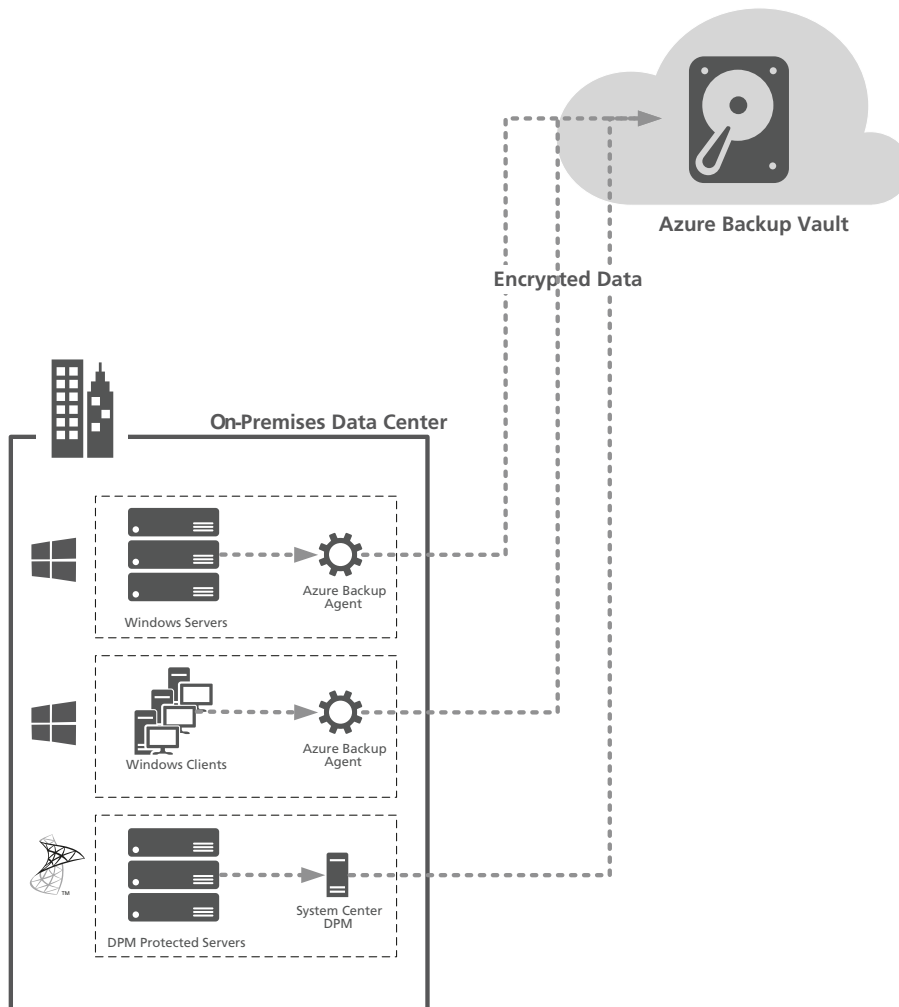 Azure Backup Vault
Encrypted Data
On-Premises Data Center
Azure Backup
Agent
Windows Servers
Azure Backup
Agent
Windows Clients
System Center
DPM
DPM Protected Servers
TM